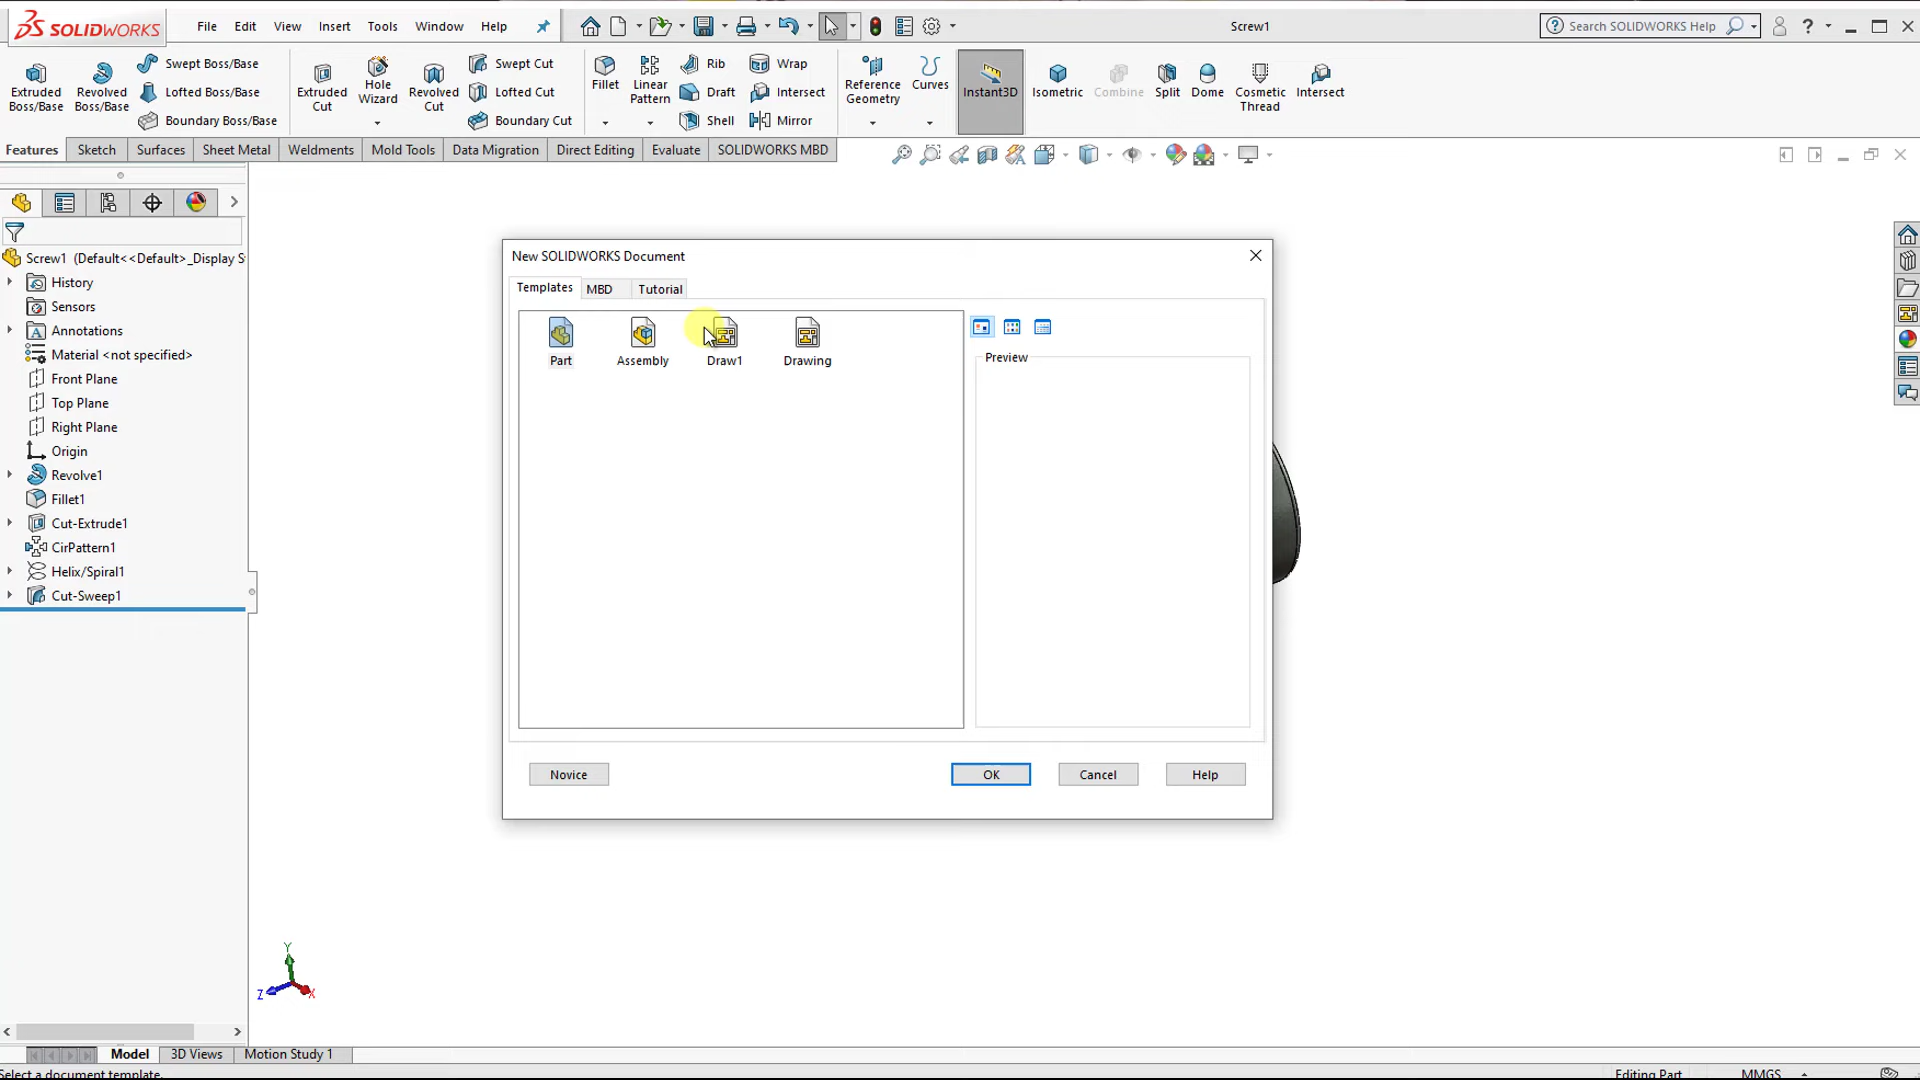 SOLIDWORKS File Edit View Insert Tools Window Help Screw1 Search SOLIDWORKS Help
Extruded Boss/Base
Revolved Boss/Base
Swept Boss/Base
Lofted Boss/Base
Boundary Boss/Base
Extruded Cut
Hole Wizard
Revolved Cut
Swept Cut
Lofted Cut
Boundary Cut
Fillet
Linear Pattern
Rib
Draft
Shell
Wrap
Intersect
Mirror
Reference Geometry
Curves
Instant3D
Isometric
Combine
Split
Dome
Cosmetic Thread
Intersect
Features Sketch Surfaces Sheet Metal Weldments Mold Tools Data Migration Direct Editing Evaluate SOLIDWORKS MBD
Screw1 (Default<<Default>_Display S
History
Sensors
Annotations
Material <not specified>
Front Plane
Top Plane
Right Plane
Origin
Revolve1
Fillet1
Cut-Extrude1
CirPattern1
Helix/Spiral1
Cut-Sweep1
New SOLIDWORKS Document
Templates MBD Tutorial
Part Assembly Draw1 Drawing
Preview
Novice OK Cancel Help
Y
Z X
Model 3D Views Motion Study 1
Select a document template. Editing Part MMGS